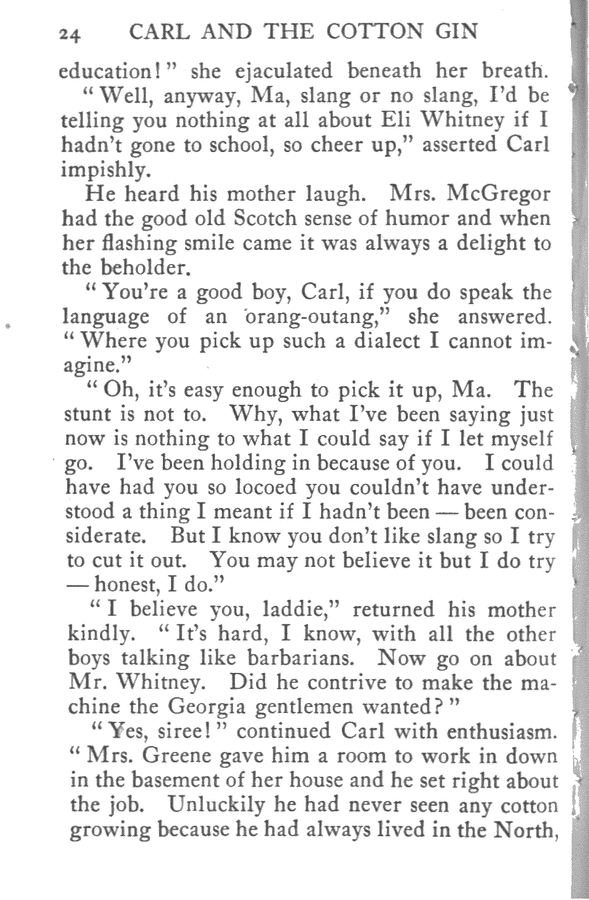 24 CARL AND THE COTTON GIN
education!" she ejaculated beneath her breath.
"Well, anyway, Ma, slang or no slang, I'd be
telling you nothing at all about Eli Whitney if I
hadn't gone to school, so cheer up," asserted Carl
impishly.
He heard his mother laugh. Mrs. McGregor
had the good old Scotch sense of humor and when
her flashing smile came it was always a delight to
the beholder.
"You're a good boy, Carl, if you do speak the
language of an orang-outang," she answered.
"Where you pick up such a dialect I cannot im-
agine."
"Oh, it's easy enough to pick it up, Ma. The
stunt is not to. Why, what I've been saying just
now is nothing to what I could say if I let myself
go. I've been holding in because of you. I could
have had you so locoed you couldn't have under-
stood a thing I meant if I hadn't been — been con-
siderate. But I know you don't like slang so I try
to cut it out. You may not believe it but I do try
— honest, I do."
"I believe you, laddie," returned his mother
kindly. "It's hard, I know, with all the other
boys talking like barbarians. Now go on about
Mr. Whitney. Did he contrive to make the ma-
chine the Georgia gentlemen wanted?"
"Yes, siree!" continued Carl with enthusiasm.
"Mrs. Greene gave him a room to work in down
in the basement of her house and he set right about
the job. Unluckily he had never seen any cotton
growing because he had always lived in the North,